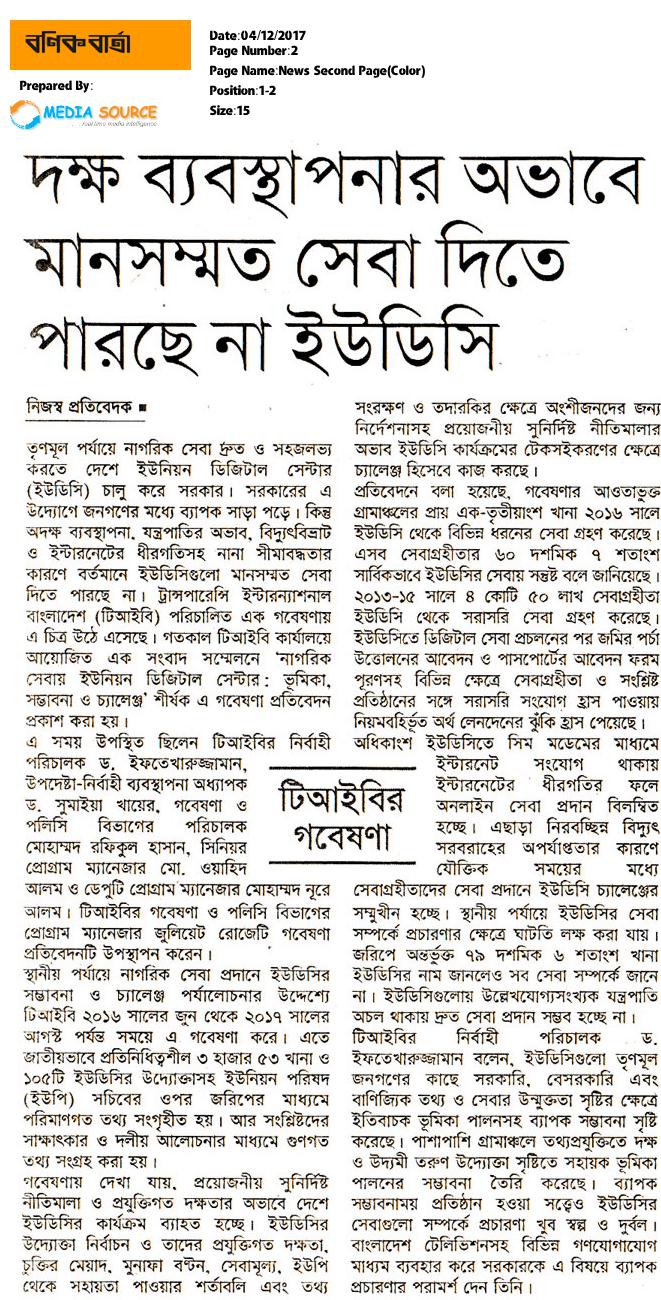 বণিক বার্তা
Prepared By:
MEDIA SOURCE
real time media intelligence
Date:04/12/2017
Page Number:2
Page Name:News Second Page(Color)
Position:1-2
Size:15
দক্ষ ব্যবস্থাপনার অভাবে
মানসম্মত সেবা দিতে
পারছে না ইউডিসি
নিজস্ব প্রতিবেদক
তৃণমূল পর্যায়ে নাগরিক সেবা দ্রুত ও সহজলভ্য
করতে দেশে ইউনিয়ন ডিজিটাল সেন্টার
(ইউডিসি) চালু করে সরকার। সরকারের এ
উদ্যোগে জনগণের মধ্যে ব্যাপক সাড়া পড়ে। কিন্তু
অদক্ষ ব্যবস্থাপনা, যন্ত্রপাতির অভাব, বিদ্যুৎবিভ্রাট
ও ইন্টারনেটের ধীরগতিসহ নানা সীমাবদ্ধতার
কারণে বর্তমানে ইউডিসিগুলো মানসম্মত সেবা
দিতে পারছে না। ট্রান্সপারেন্সি ইন্টারন্যাশনাল
বাংলাদেশ (টিআইবি) পরিচালিত এক গবেষণায়
এ চিত্র উঠে এসেছে। গতকাল টিআইবি কার্যালয়ে
আয়োজিত এক সংবাদ সম্মেলনে ‘নাগরিক
সেবায় ইউনিয়ন ডিজিটাল সেন্টার: ভূমিকা,
সম্ভাবনা ও চ্যালেঞ্জ’ শীর্ষক এ গবেষণা প্রতিবেদন
প্রকাশ করা হয়।
এ সময় উপস্থিত ছিলেন টিআইবির নির্বাহী
পরিচালক ড. ইফতেখারুজ্জামান,
উপদেষ্টা-নির্বাহী ব্যবস্থাপনা অধ্যাপক
ড. সুমাইয়া খায়ের, গবেষণা ও
পলিসি বিভাগের পরিচালক
মোহাম্মদ রফিকুল হাসান, সিনিয়র
প্রোগ্রাম ম্যানেজার মো. ওয়াহিদ
আলম ও ডেপুটি প্রোগ্রাম ম্যানেজার মোহাম্মদ নূরে
আলম। টিআইবির গবেষণা ও পলিসি বিভাগের
প্রোগ্রাম ম্যানেজার জুলিয়েট রোজেটি গবেষণা
প্রতিবেদনটি উপস্থাপন করেন।
স্থানীয় পর্যায়ে নাগরিক সেবা প্রদানে ইউডিসির
সম্ভাবনা ও চ্যালেঞ্জ পর্যালোচনার উদ্দেশ্যে
টিআইবি ২০১৬ সালের জুন থেকে ২০১৭ সালের
আগস্ট পর্যন্ত সময়ে এ গবেষণা করে। এতে
জাতীয়ভাবে প্রতিনিধিত্বশীল ৩ হাজার ৫৩ খানা ও
১০৫টি ইউডিসির উদ্যোক্তাসহ ইউনিয়ন পরিষদ
(ইউপি) সচিবের ওপর জরিপের মাধ্যমে
পরিমাণগত তথ্য সংগৃহীত হয়। আর সংশ্লিষ্টদের
সাক্ষাৎকার ও দলীয় আলোচনার মাধ্যমে গুণগত
তথ্য সংগ্রহ করা হয়।
গবেষণায় দেখা যায়, প্রয়োজনীয় সুনির্দিষ্ট
নীতিমালা ও প্রযুক্তিগত দক্ষতার অভাবে দেশে
ইউডিসির কার্যক্রম ব্যাহত হচ্ছে। ইউডিসির
উদ্যোক্তা নির্বাচন ও তাদের প্রযুক্তিগত দক্ষতা,
চুক্তির মেয়াদ, মুনাফা বণ্টন, সেবামূল্য, ইউপি
থেকে সহায়তা পাওয়ার শর্তাবলি এবং তথ্য
টিআইবির
গবেষণা
সংরক্ষণ ও তদারকির ক্ষেত্রে অংশীজনদের জন্য
নির্দেশনাসহ প্রয়োজনীয় সুনির্দিষ্ট নীতিমালার
অভাব ইউডিসি কার্যক্রমের টেকসইকরণের ক্ষেত্রে
চ্যালেঞ্জ হিসেবে কাজ করছে।
প্রতিবেদনে বলা হয়েছে, গবেষণার আওতাভুক্ত
গ্রামাঞ্চলের প্রায় এক-তৃতীয়াংশ খানা ২০১৬ সালে
ইউডিসি থেকে বিভিন্ন ধরনের সেবা গ্রহণ করেছে।
এসব সেবাগ্রহীতার ৬০ দশমিক ৭ শতাংশ
সার্বিকভাবে ইউডিসির সেবায় সন্তুষ্ট বলে জানিয়েছে।
২০১৩-১৫ সালে ৪ কোটি ৫০ লাখ সেবাগ্রহীতা
ইউডিসি থেকে সরাসরি সেবা গ্রহণ করেছে।
ইউডিসিতে ডিজিটাল সেবা প্রচলনের পর জমির পর্চা
উত্তোলনের আবেদন ও পাসপোর্টের আবেদন ফরম
পূরণসহ বিভিন্ন ক্ষেত্রে সেবাগ্রহীতা ও সংশ্লিষ্ট
প্রতিষ্ঠানের সঙ্গে সরাসরি সংযোগ হ্রাস পাওয়ায়
নিয়মবহির্ভূত অর্থ লেনদেনের ঝুঁকি হ্রাস পেয়েছে।
অধিকাংশ ইউডিসিতে সিম মডেমের মাধ্যমে
ইন্টারনেট সংযোগ থাকায়
ইন্টারনেটের ধীরগতির ফলে
অনলাইন সেবা প্রদান বিলম্বিত
হচ্ছে। এছাড়া নিরবচ্ছিন্ন বিদ্যুৎ
সরবরাহের অপর্যাপ্ততার কারণে
যৌক্তিক সময়ের মধ্যে
সেবাগ্রহীতাদের সেবা প্রদানে ইউডিসি চ্যালেঞ্জের
সম্মুখীন হচ্ছে। স্থানীয় পর্যায়ে ইউডিসির সেবা
সম্পর্কে প্রচারণার ক্ষেত্রে ঘাটতি লক্ষ করা যায়।
জরিপে অন্তর্ভুক্ত ৭৯ দশমিক ৬ শতাংশ খানা
ইউডিসির নাম জানলেও সব সেবা সম্পর্কে জানে
না। ইউডিসিগুলোয় উল্লেখযোগ্যসংখ্যক যন্ত্রপাতি
অচল থাকায় দ্রুত সেবা প্রদান সম্ভব হচ্ছে না।
টিআইবির নির্বাহী পরিচালক ড.
ইফতেখারুজ্জামান বলেন, ইউডিসিগুলো তৃণমূল
জনগণের কাছে সরকারি, বেসরকারি এবং
বাণিজ্যিক তথ্য ও সেবার উন্মুক্ততা সৃষ্টির ক্ষেত্রে
ইতিবাচক ভূমিকা পালনসহ ব্যাপক সম্ভাবনা সৃষ্টি
করেছে। পাশাপাশি গ্রামাঞ্চলে তথ্যপ্রযুক্তিতে দক্ষ
ও উদ্যমী তরুণ উদ্যোক্তা সৃষ্টিতে সহায়ক ভূমিকা
পালনের সম্ভাবনা তৈরি করেছে। ব্যাপক
সম্ভাবনাময় প্রতিষ্ঠান হওয়া সত্ত্বেও ইউডিসির
সেবাগুলো সম্পর্কে প্রচারণা খুব স্বল্প ও দুর্বল।
বাংলাদেশ টেলিভিশনসহ বিভিন্ন গণযোগাযোগ
মাধ্যম ব্যবহার করে সরকারকে এ বিষয়ে ব্যাপক
প্রচারণার পরামর্শ দেন তিনি।